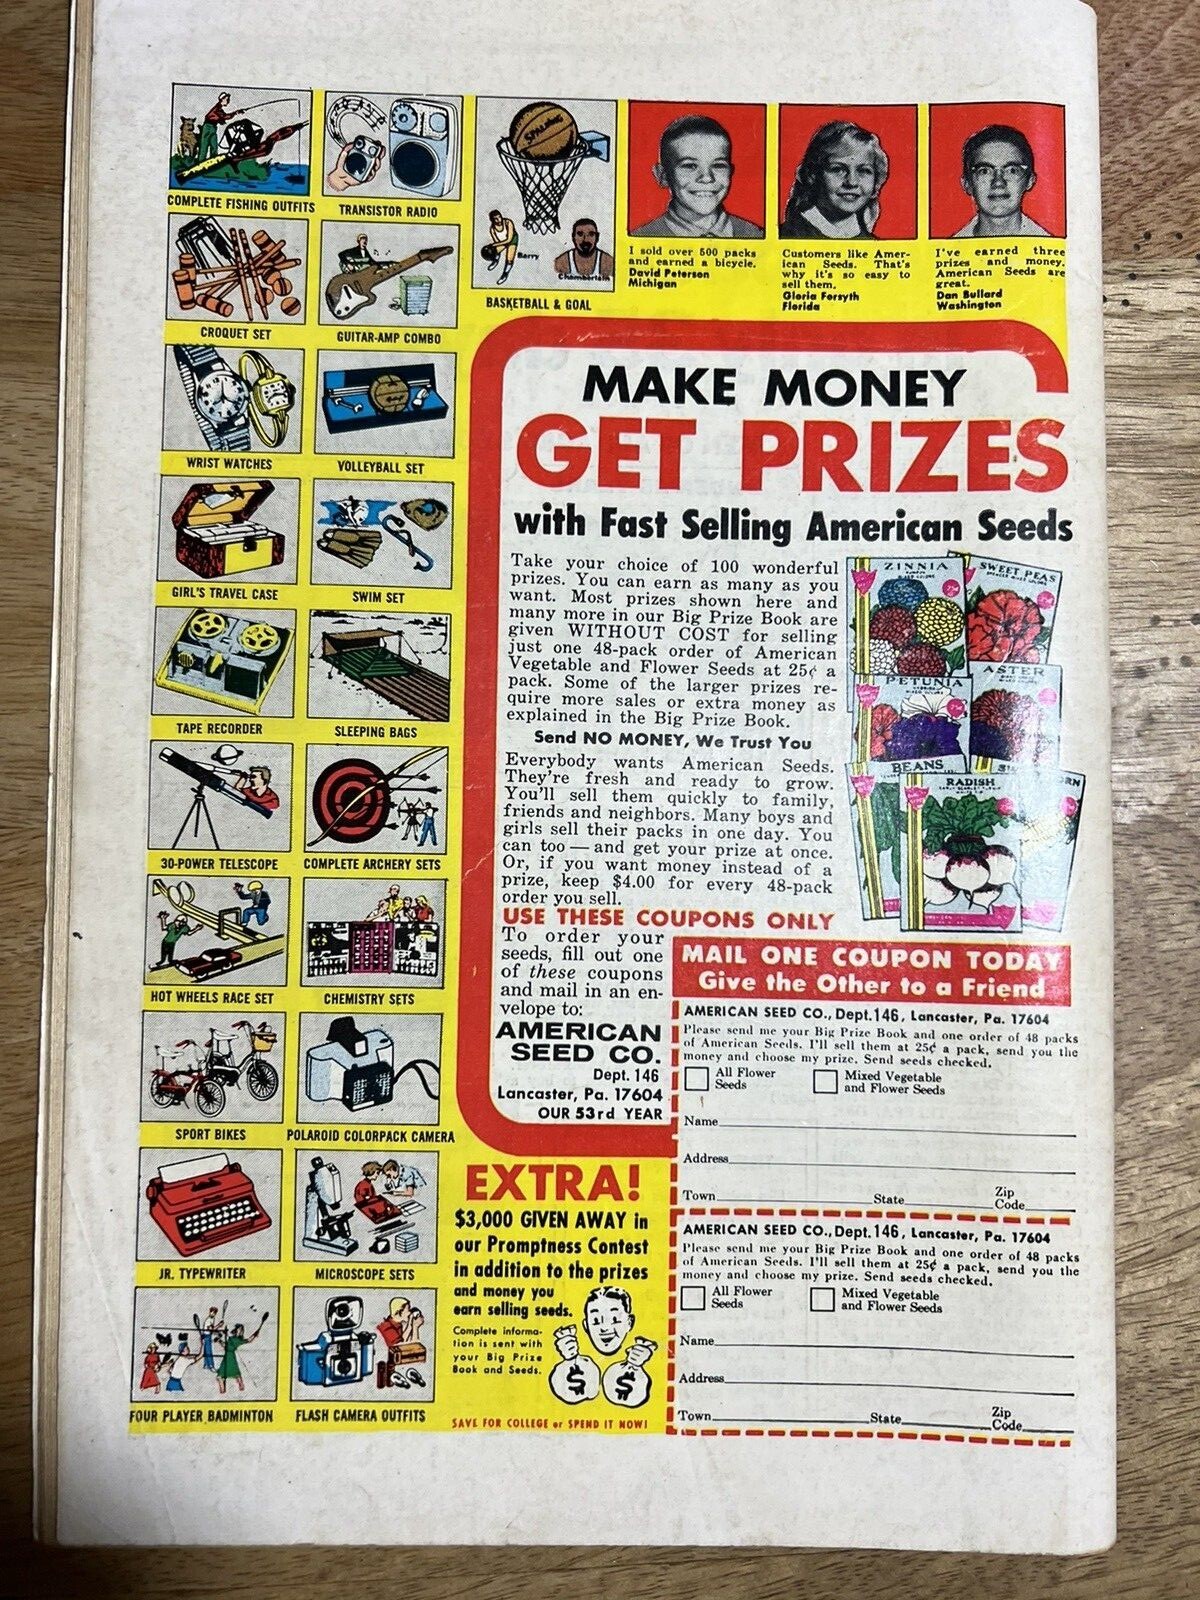 COMPLETE FISHING OUTFITS
TRANSISTOR RADIO
SPALDING
Barry
Chamberlain
BASKETBALL & GOAL
CROQUET SET
GUITAR-AMP COMBO
WRIST WATCHES
VOLLEYBALL SET
GIRL'S TRAVEL CASE
SWIM SET
TAPE RECORDER
SLEEPING BAGS
30-POWER TELESCOPE
COMPLETE ARCHERY SETS
HOT WHEELS RACE SET
CHEMISTRY SETS
SPORT BIKES
POLAROID COLORPACK CAMERA
JR. TYPEWRITER
MICROSCOPE SETS
FOUR PLAYER BADMINTON
FLASH CAMERA OUTFITS
I sold over 500 packs
and earned a bicycle.
David Peterson
Michigan
Customers like Amer-
ican Seeds. That's
why it's so easy to
sell them.
Gloria Forsyth
Florida
I've earned three
prizes and money.
American Seeds are
great.
Dan Bullard
Washington
MAKE MONEY
GET PRIZES
with Fast Selling American Seeds
Take your choice of 100 wonderful
prizes. You can earn as many as you
want. Most prizes shown here and
many more in our Big Prize Book are
given WITHOUT COST for selling
just one 48-pack order of American
Vegetable and Flower Seeds at 25¢ a
pack. Some of the larger prizes re-
quire more sales or extra money as
explained in the Big Prize Book.
Send NO MONEY, We Trust You
Everybody wants American Seeds.
They're fresh and ready to grow.
You'll sell them quickly to family,
friends and neighbors. Many boys and
girls sell their packs in one day. You
can too — and get your prize at once.
Or, if you want money instead of a
prize, keep $4.00 for every 48-pack
order you sell.
ZINNIA
SWEET PEAS
PETUNIA
ASTER
BEANS
RADISH
USE THESE COUPONS ONLY
To order your
seeds, fill out one
of these coupons
and mail in an en-
velope to:
AMERICAN
SEED CO.
Dept. 146
Lancaster, Pa. 17604
OUR 53rd YEAR
MAIL ONE COUPON TODAY
Give the Other to a Friend
AMERICAN SEED CO., Dept. 146, Lancaster, Pa. 17604
Please send me your Big Prize Book and one order of 48 packs
of American Seeds. I'll sell them at 25¢ a pack, send you the
money and choose my prize. Send seeds checked.
All Flower
Seeds
Mixed Vegetable
and Flower Seeds
Name
Address
Town State Zip Code
AMERICAN SEED CO., Dept. 146, Lancaster, Pa. 17604
Please send me your Big Prize Book and one order of 48 packs
of American Seeds. I'll sell them at 25¢ a pack, send you the
money and choose my prize. Send seeds checked.
All Flower
Seeds
Mixed Vegetable
and Flower Seeds
Name
Address
Town State Zip Code
EXTRA!
$3,000 GIVEN AWAY in
our Promptness Contest
in addition to the prizes
and money you
earn selling seeds.
Complete informa-
tion is sent with
your Big Prize
Book and Seeds.
$ $
SAVE FOR COLLEGE or SPEND IT NOW!